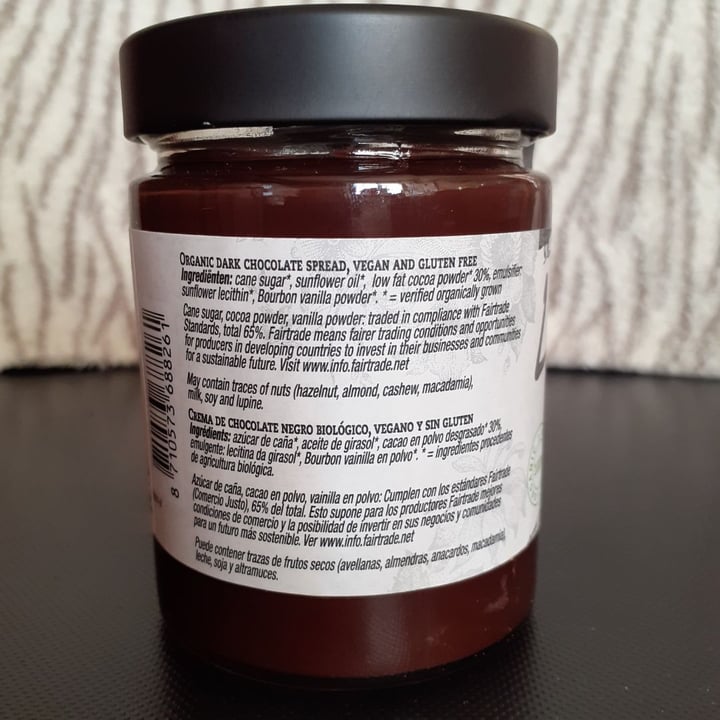 ORGANIC DARK CHOCOLATE SPREAD, VEGAN AND GLUTEN FREE
Ingrediënten: cane sugar*, sunflower oil*, low fat cocoa powder* 30%, emulsifier:
sunflower lecithin*, Bourbon vanilla powder*. * = verified organically grown
Cane sugar, cocoa powder, vanilla powder: traded in compliance with Fairtrade
Standards, total 65%. Fairtrade means fairer trading conditions and opportunities
for producers in developing countries to invest in their businesses and communities
for a sustainable future. Visit www.info.fairtrade.net
May contain traces of nuts (hazelnut, almond, cashew, macadamia),
milk, soy and lupine.
CREMA DE CHOCOLATE NEGRO BIOLÓGICO, VEGANO Y SIN GLUTEN
Ingrédients: azúcar de caña*, aceite de girasol*, cacao en polvo desgrasado* 30%,
emulgente: lecitina da girasol*, Bourbon vainilla en polvo*. * = ingredientes procedentes
de agricultura biológica.
Azúcar de caña, cacao en polvo, vainilla en polvo: Cumplen con los estándares Fairtrade
(Comercio Justo), 65% del total. Esto supone para los productores Fairtrade mejores
condiciones de comercio y la posibilidad de invertir en sus negocios y comunidades
para un futuro más sostenible. Ver www.info.fairtrade.net
Puede contener trazas de frutos secos (avellanas, almendras, anacardos, macadamia),
leche, soja y altramuces.
8 710573 688261